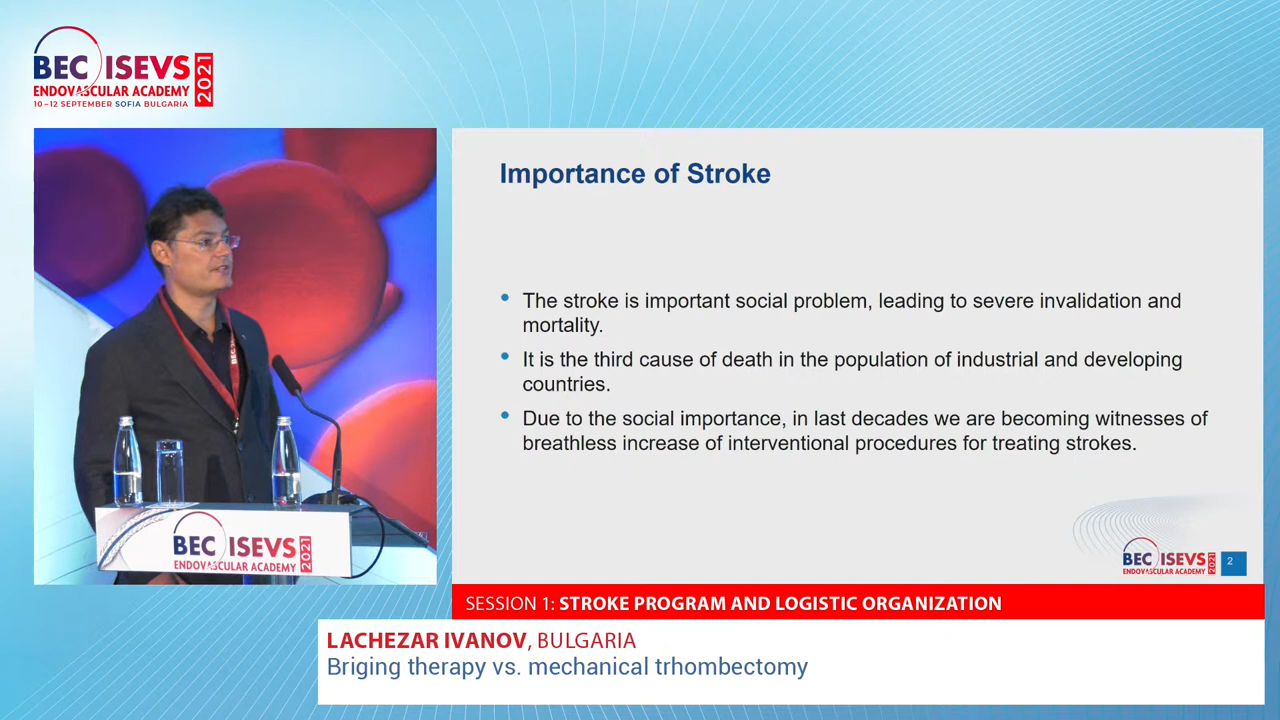 BEC ISEVS
ENDOVASCULAR ACADEMY
2021
10–12 SEPTEMBER SOFIA BULGARIA
BEC
BEC ISEVS
ENDOVASCULAR ACADEMY
2021
Importance of Stroke
• The stroke is important social problem, leading to severe invalidation and
mortality.
• It is the third cause of death in the population of industrial and developing
countries.
• Due to the social importance, in last decades we are becoming witnesses of
breathless increase of interventional procedures for treating strokes.
BEC ISEVS
ENDOVASCULAR ACADEMY
2021
2
SESSION 1: STROKE PROGRAM AND LOGISTIC ORGANIZATION
LACHEZAR IVANOV, BULGARIA
Briging therapy vs. mechanical trhombectomy